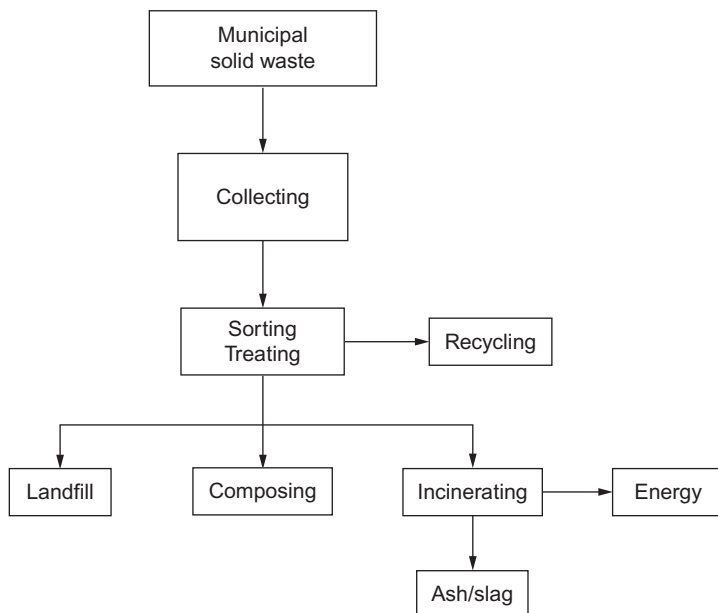 Municipal
solid waste
Collecting
Sorting
Treating
Recycling
Landfill
Composing
Incinerating
Energy
Ash/slag